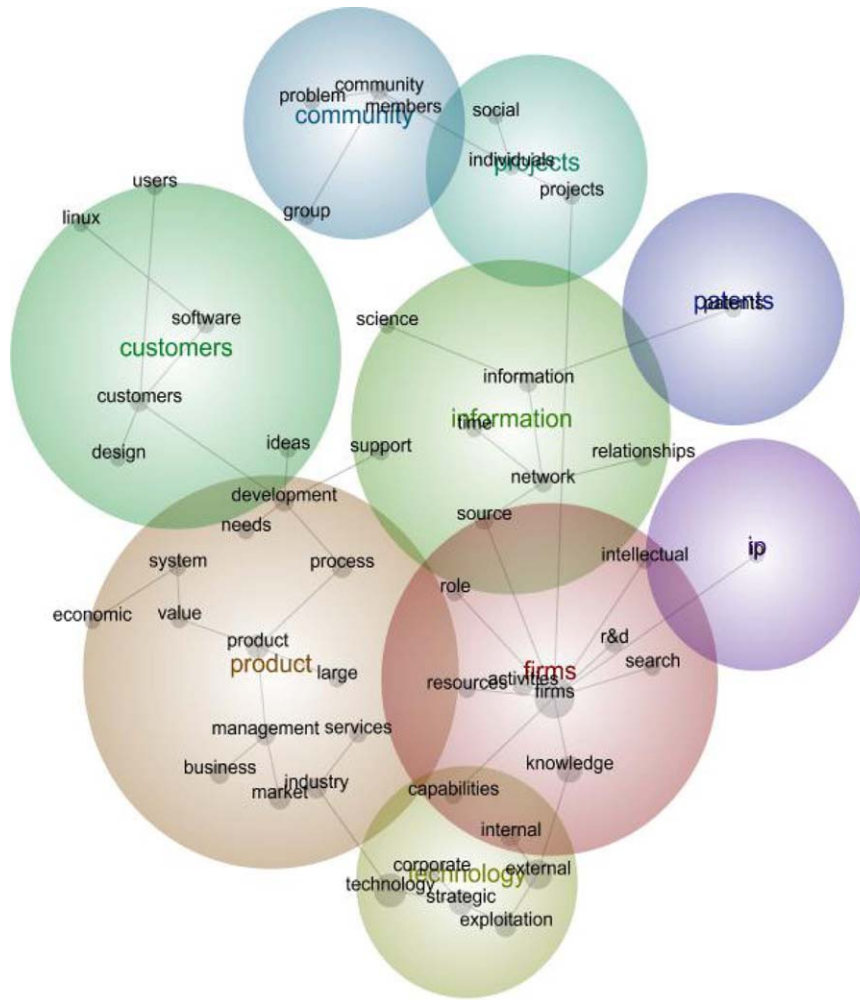 community
problem
members
community
social
individuals
projects
projects
group
users
linux
software
customers
customers
design
science
information
information
time
network
relationships
source
patents
patents
ideas
support
development
needs
system
process
economic
value
product
product
large
management
services
business
industry
market
intellectual
ip
ip
role
r&d
search
firms
activities
resources
firms
knowledge
capabilities
internal
corporate
external
technology
technology
strategic
exploitation